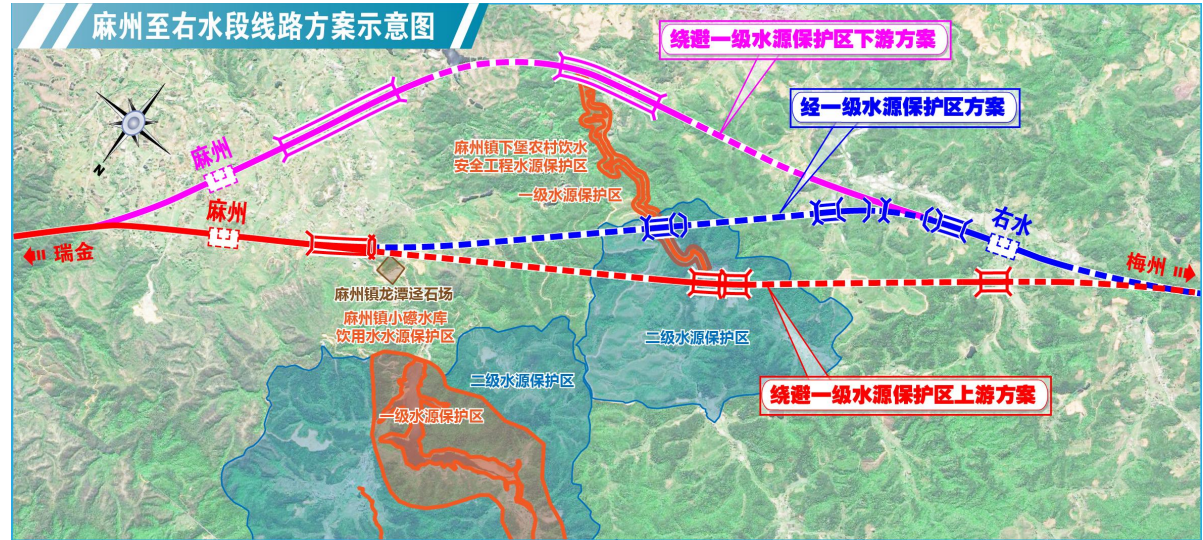 麻州至右水段线路方案示意图
绕避一级水源保护区下游方案
经一级水源保护区方案
N
麻州
麻州镇下堡农村饮水
安全工程水源保护区
一级水源保护区
麻州
右水
瑞金
梅州
麻州镇龙潭迳石场
麻州镇小礤水库
饮用水水源保护区
二级水源保护区
二级水源保护区
一级水源保护区
绕避一级水源保护区上游方案